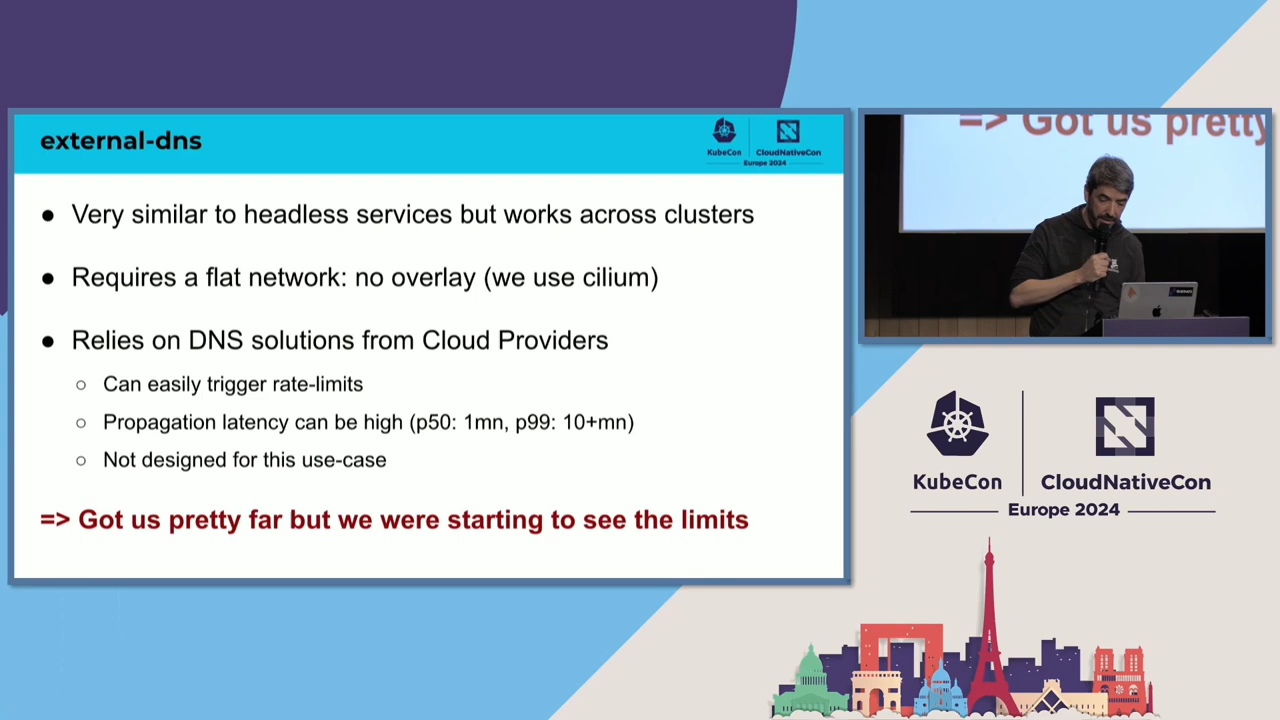 external-dns
KubeCon
CloudNativeCon
Europe 2024
● Very similar to headless services but works across clusters
● Requires a flat network: no overlay (we use cilium)
● Relies on DNS solutions from Cloud Providers
○ Can easily trigger rate-limits
○ Propagation latency can be high (p50: 1mn, p99: 10+mn)
○ Not designed for this use-case
=> Got us pretty far but we were starting to see the limits
=> Got us pretty
KubeCon
CloudNativeCon
Europe 2024